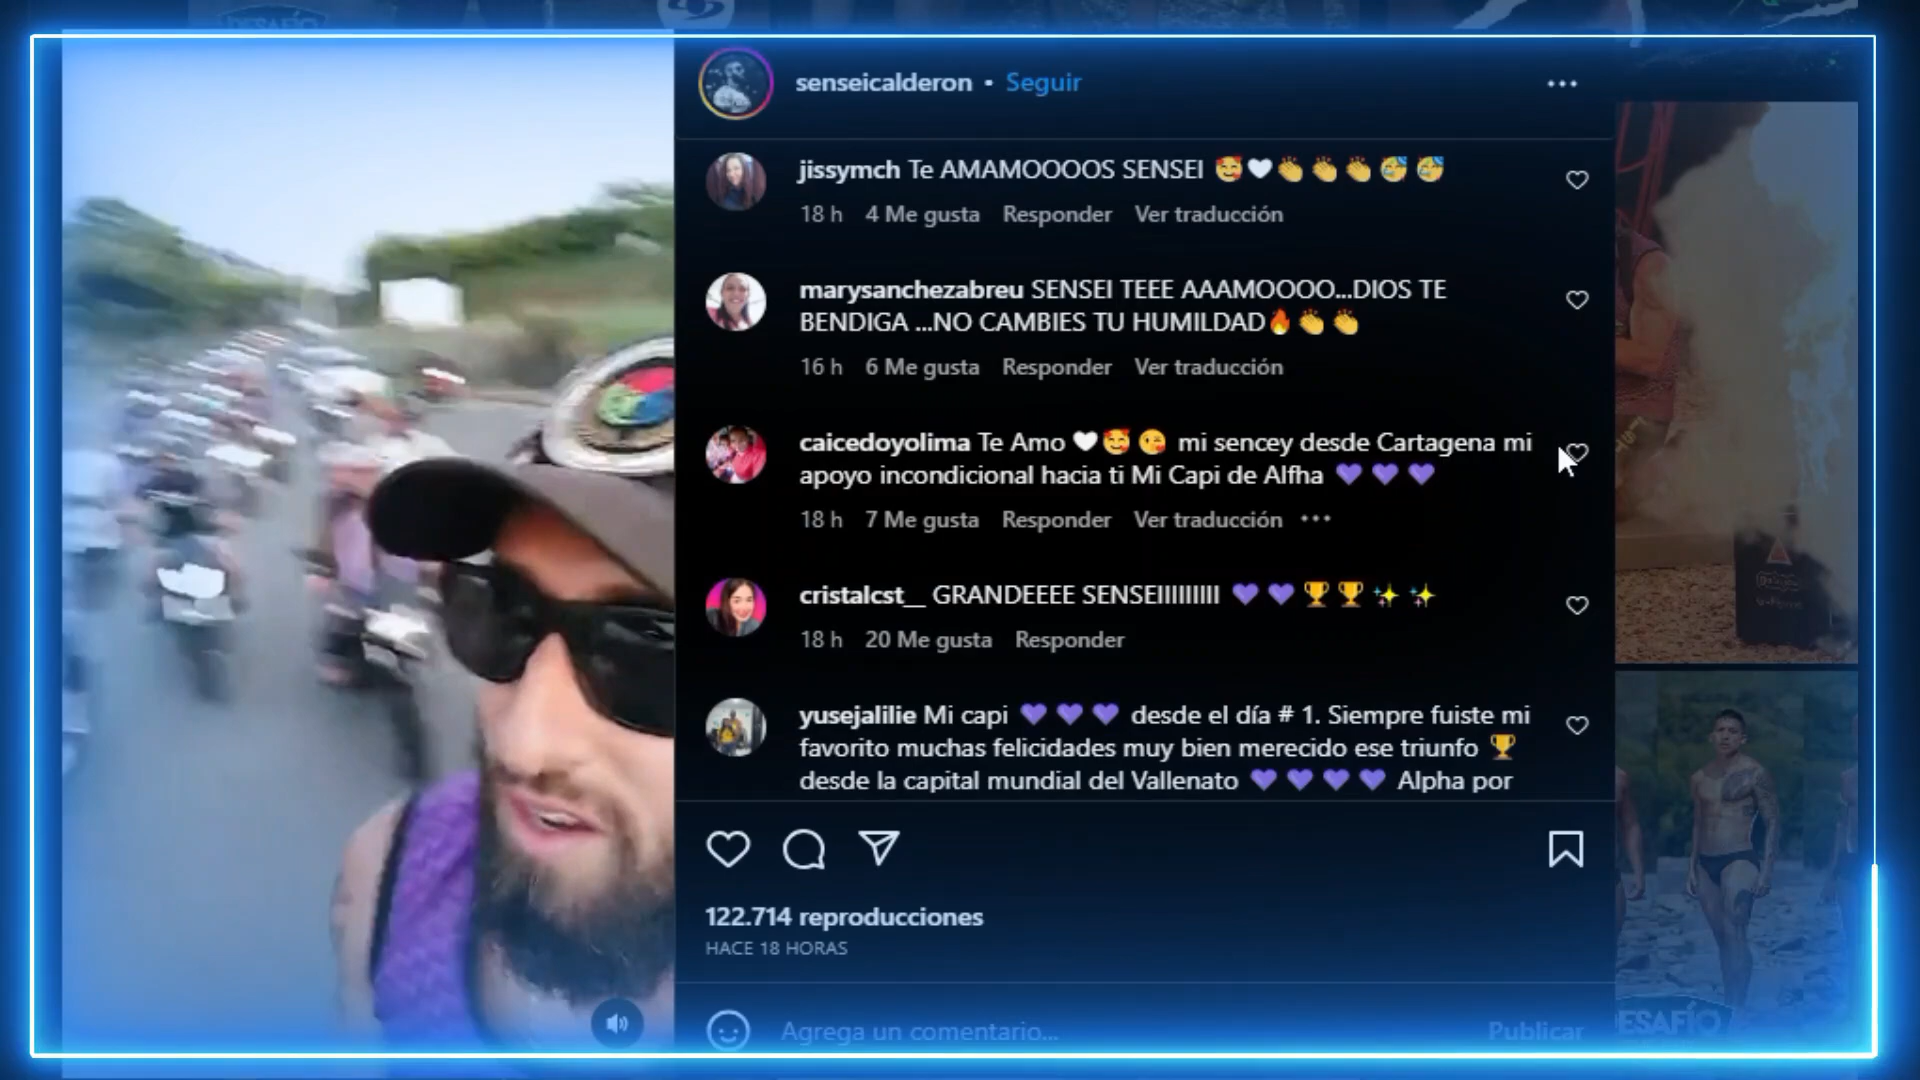 DESAFÍO
senseicalderon • Seguir
jissymch Te AMAMOOOOS SENSEI 🥰🤍👏👏👏🥳🥳
18 h 4 Me gusta Responder Ver traducción
marysanchezabreu SENSEI TEEE AAAMOOOO...DIOS TE
BENDIGA ...NO CAMBIES TU HUMILDAD🔥👏👏
16 h 6 Me gusta Responder Ver traducción
caicedoyolima Te Amo 🤍🥰😘 mi sencey desde Cartagena mi
apoyo incondicional hacia ti Mi Capi de Alfha 💜💜💜
18 h 7 Me gusta Responder Ver traducción
cristalcst__ GRANDEEEE SENSEIIIIIIIIII 💜💜🏆🏆✨✨
18 h 20 Me gusta Responder
yusejalilie Mi capi 💜💜💜 desde el día # 1. Siempre fuiste mi
favorito muchas felicidades muy bien merecido ese triunfo 🏆
desde la capital mundial del Vallenato 💜💜💜💜 Alpha por
122.714 reproducciones
HACE 18 HORAS
Agrega un comentario...
Publicar
ESAFÍO